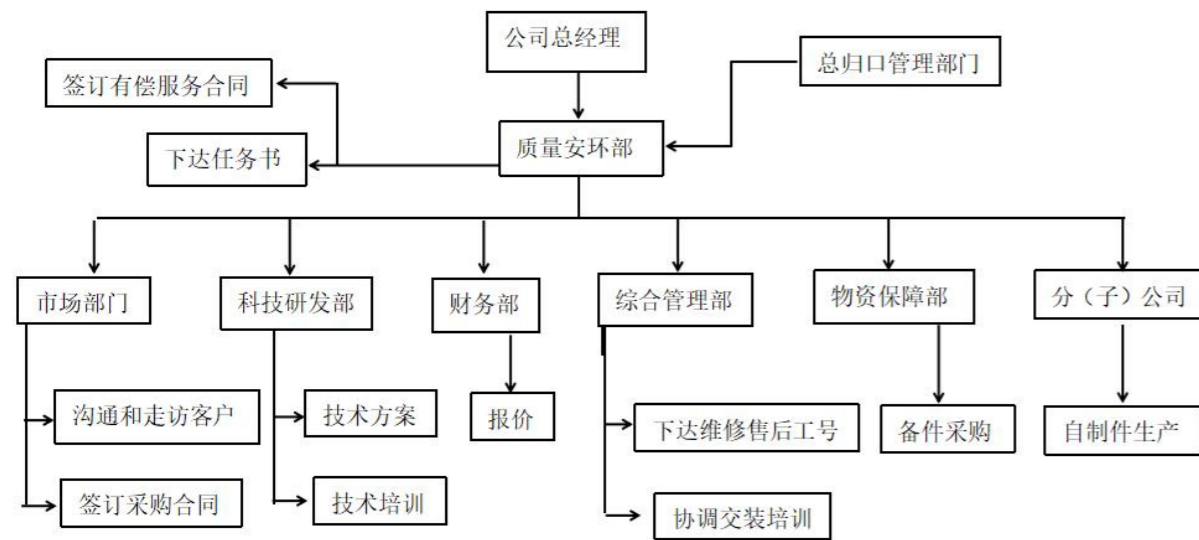 公司总经理
签订有偿服务合同
总归口管理部门
质量安环部
下达任务书
市场部门
科技研发部
财务部
综合管理部
物资保障部
分（子）公司
沟通和走访客户
技术方案
报价
下达维修售后工号
备件采购
自制件生产
签订采购合同
技术培训
协调交装培训